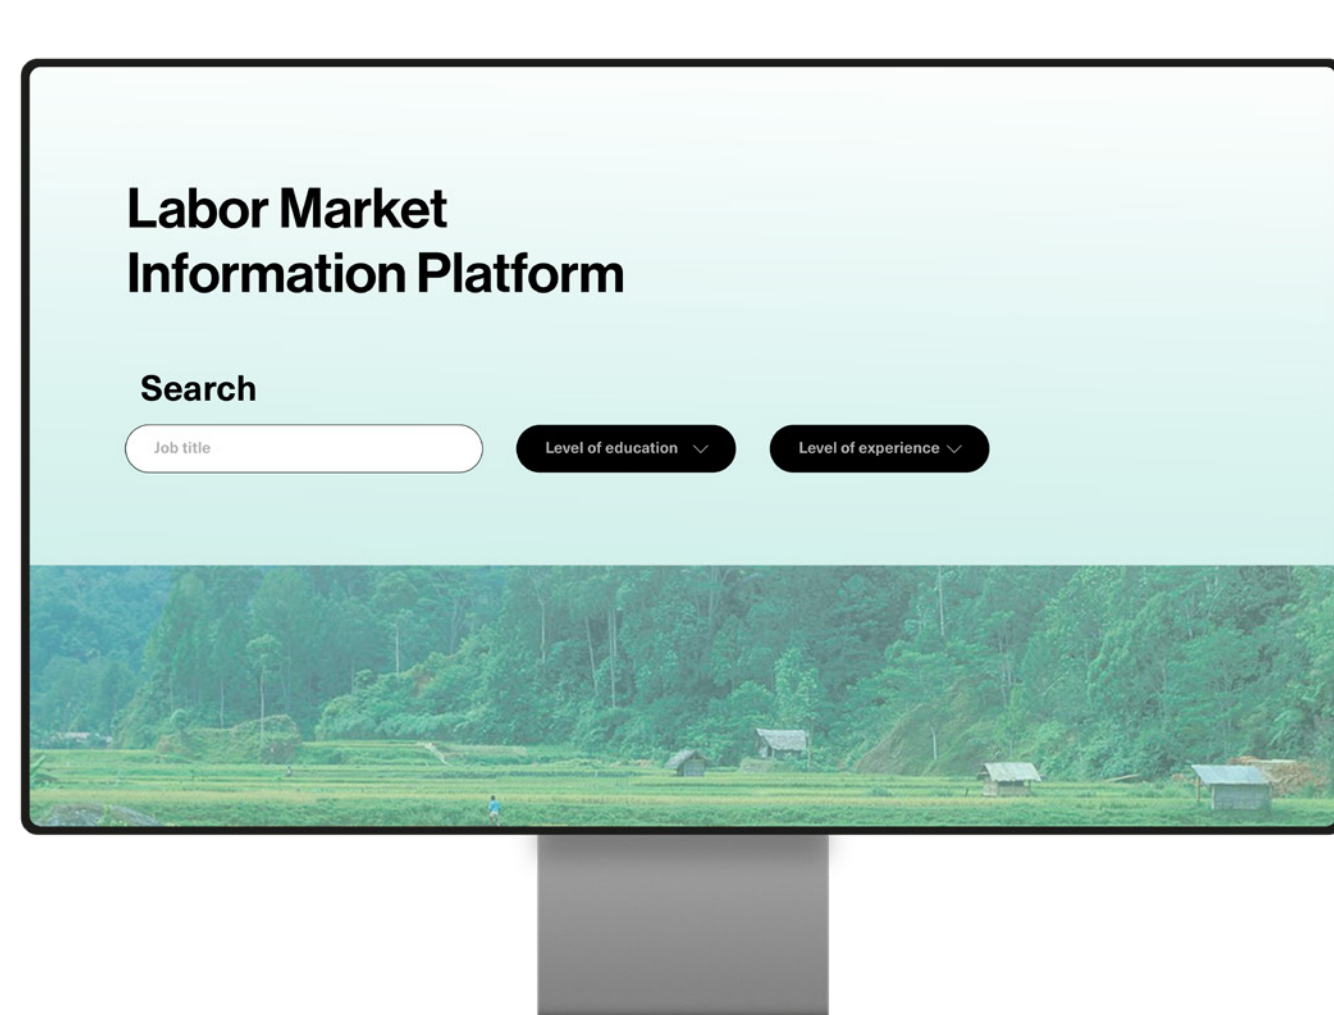 Labor Market
Information Platform
Search
Job title
Level of education
Level of experience